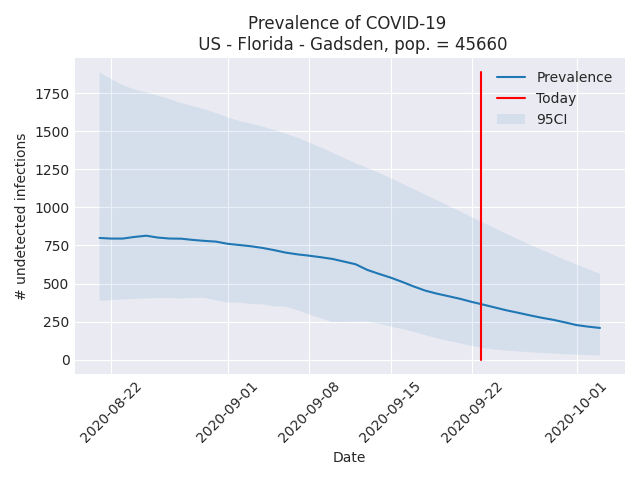 Prevalence of COVID-19
US - Florida - Gadsden, pop. = 45660
Prevalence
Today
95CI
# undetected infections
1750
1500
1250
1000
750
500
250
0
2020-08-22
2020-09-01
2020-09-08
2020-09-15
2020-09-22
2020-10-01
Date